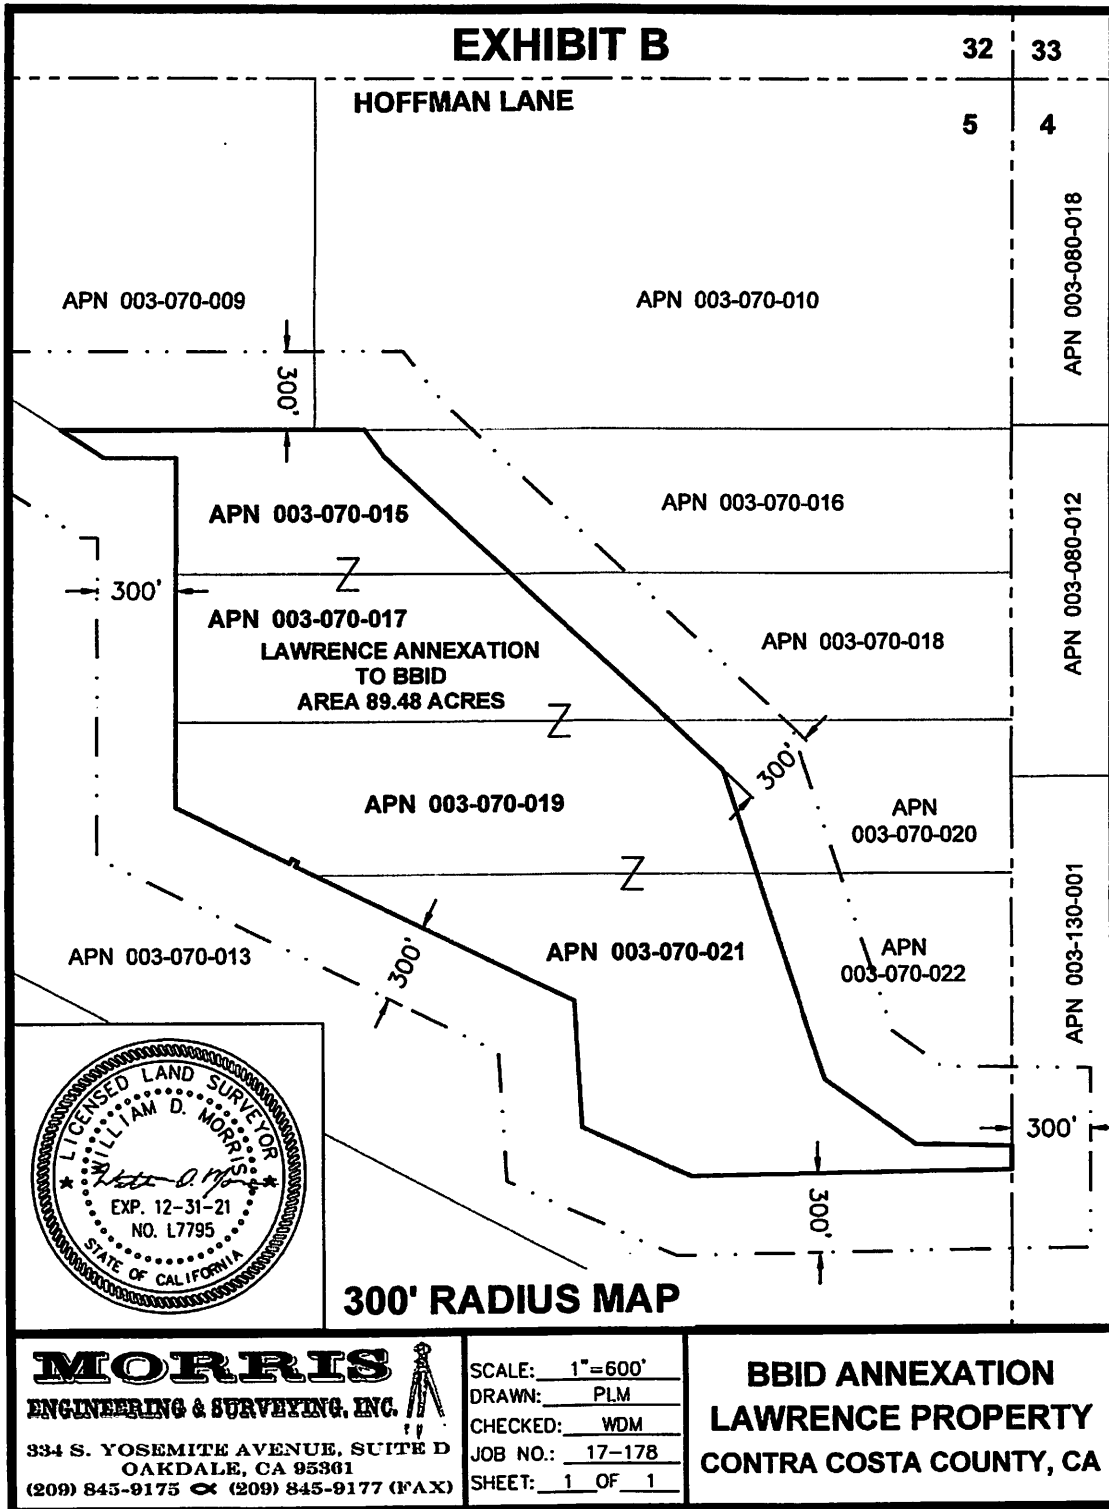 EXHIBIT B
32 33
HOFFMAN LANE
5 4
APN 003-080-018
APN 003-070-009
APN 003-070-010
300'
APN 003-070-015
APN 003-070-016
APN 003-080-012
300'
APN 003-070-017
LAWRENCE ANNEXATION
TO BBID
AREA 89.48 ACRES
APN 003-070-018
300'
APN 003-070-019
APN
003-070-020
APN 003-130-001
APN 003-070-013
300'
APN 003-070-021
APN
003-070-022
300'
300'
LICENSED LAND SURVEYOR
WILLIAM D. MORRIS
EXP. 12-31-21
NO. L7795
STATE OF CALIFORNIA
300' RADIUS MAP
MORRIS
ENGINEERING & SURVEYING, INC.
334 S. YOSEMITE AVENUE, SUITE D
OAKDALE, CA 95361
(209) 845-9175 (209) 845-9177 (FAX)
SCALE: 1"=600'
DRAWN: PLM
CHECKED: WDM
JOB NO.: 17-178
SHEET: 1 OF 1
BBID ANNEXATION
LAWRENCE PROPERTY
CONTRA COSTA COUNTY, CA